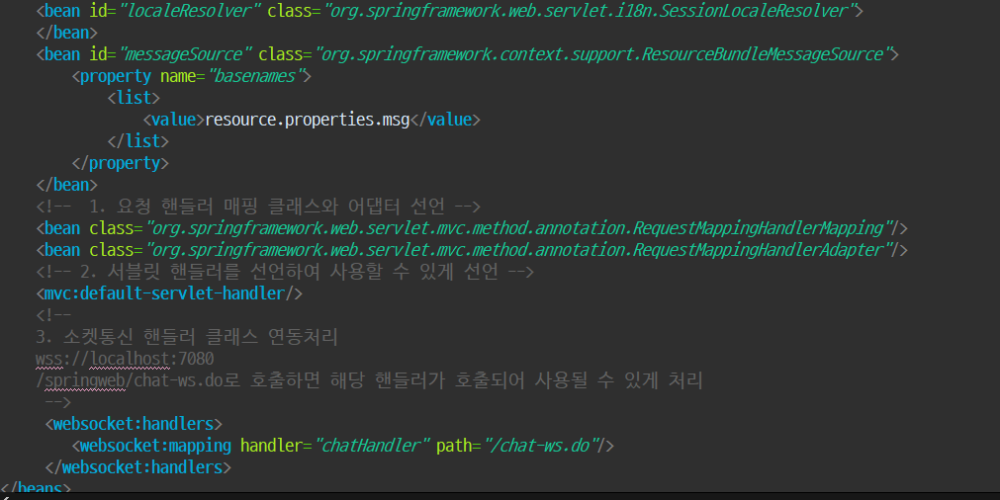 <bean id="localeResolver" class="org.springframework.web.servlet.i18n.SessionLocaleResolver">
</bean>
<bean id="messageSource" class="org.springframework.context.support.ResourceBundleMessageSource">
<property name="basenames">
<list>
<value>resource.properties.msg</value>
</list>
</property>
</bean>
<!--  1. 요청 핸들러 매핑 클래스와 어댑터 선언 -->
<bean class="org.springframework.web.servlet.mvc.method.annotation.RequestMappingHandlerMapping"/>
<bean class="org.springframework.web.servlet.mvc.method.annotation.RequestMappingHandlerAdapter"/>
<!-- 2. 서블릿 핸들러를 선언하여 사용할 수 있게 선언 -->
<mvc:default-servlet-handler/>
<!--
3. 소켓통신 핸들러 클래스 연동처리
wss://localhost:7080
/springweb/chat-ws.do로 호출하면 해당 핸들러가 호출되어 사용될 수 있게 처리
-->
<websocket:handlers>
<websocket:mapping handler="chatHandler" path="/chat-ws.do"/>
</websocket:handlers>
</beans>